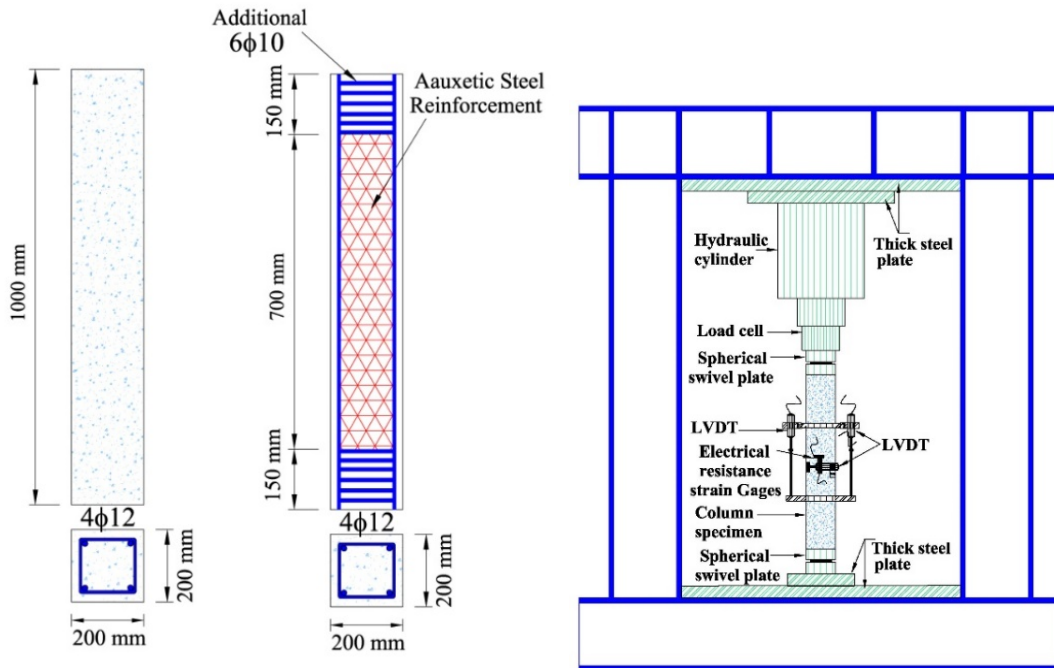 1000 mm
4ϕ12
200 mm
200 mm
Additional
6ϕ10
Aauxetic Steel
Reinforcement
150 mm
700 mm
150 mm
4ϕ12
200 mm
200 mm
Hydraulic
cylinder
Thick steel
plate
Load cell
Spherical
swivel plate
LVDT
LVDT
Electrical
resistance
strain Gages
Column
specimen
Spherical
swivel plate
Thick steel
plate